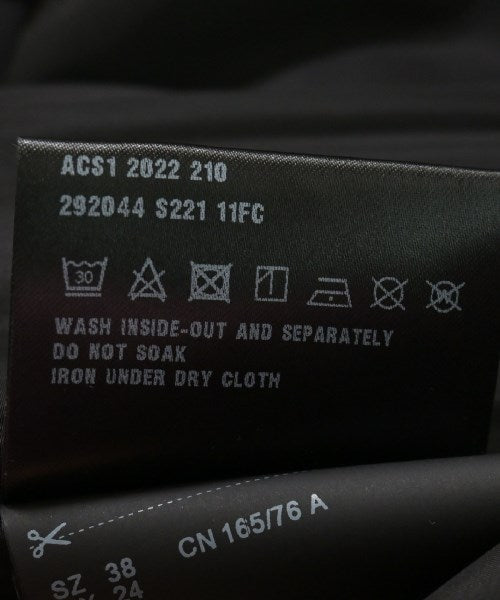 ACS1 2022 210
292044 S221 11FC
30
WASH INSIDE-OUT AND SEPARATELY
DO NOT SOAK
IRON UNDER DRY CLOTH
CN 165/76 A
SZ 38
24